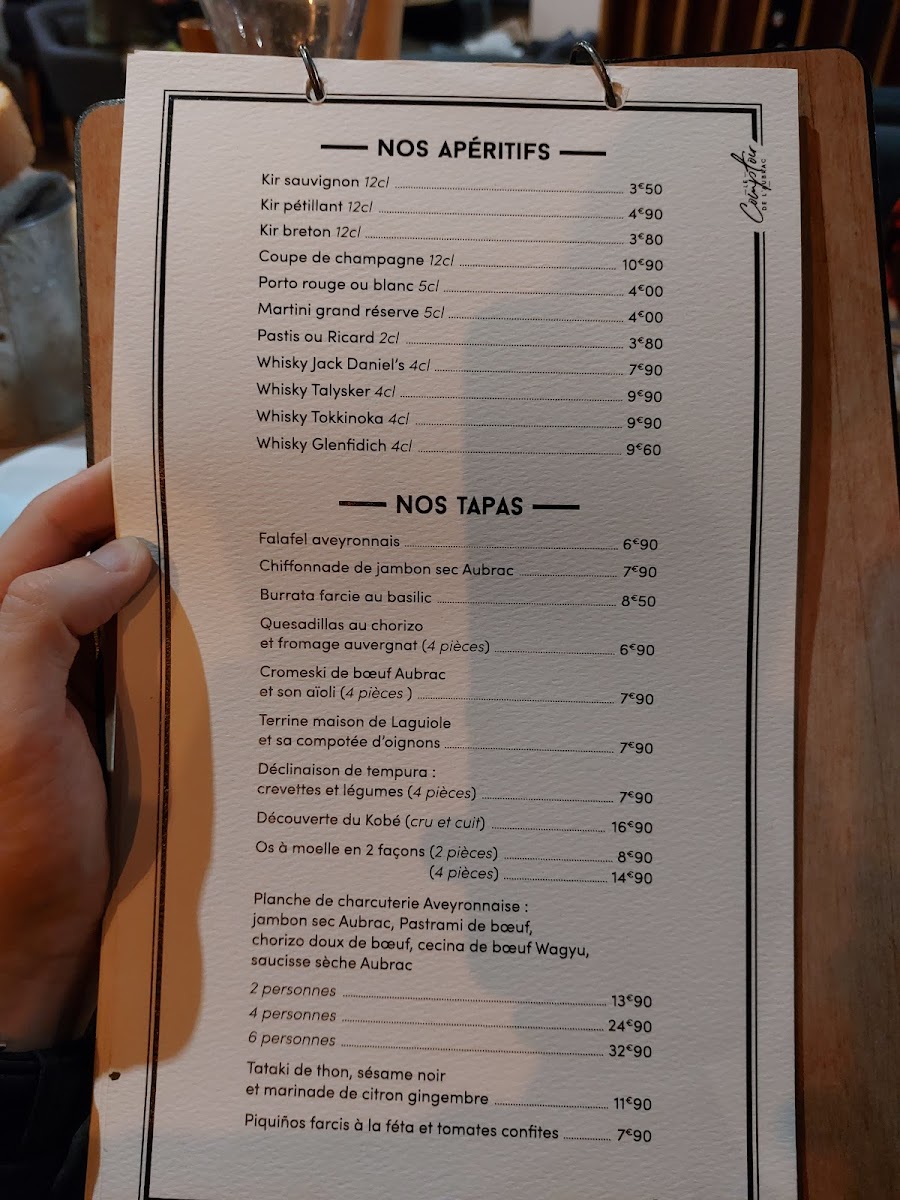 LE
Comptoir
DE L'AUBRAC
NOS APÉRITIFS
Kir sauvignon 12cl 3€50
Kir pétillant 12cl 4€90
Kir breton 12cl 3€80
Coupe de champagne 12cl 10€90
Porto rouge ou blanc 5cl 4€00
Martini grand réserve 5cl 4€00
Pastis ou Ricard 2cl 3€80
Whisky Jack Daniel's 4cl 7€90
Whisky Talysker 4cl 9€90
Whisky Tokkinoka 4cl 9€90
Whisky Glenfidich 4cl 9€60
NOS TAPAS
Falafel aveyronnais 6€90
Chiffonnade de jambon sec Aubrac 7€90
Burrata farcie au basilic 8€50
Quesadillas au chorizo
et fromage auvergnat (4 pièces) 6€90
Cromeski de bœuf Aubrac
et son aïoli (4 pièces ) 7€90
Terrine maison de Laguiole
et sa compotée d'oignons 7€90
Déclinaison de tempura :
crevettes et légumes (4 pièces) 7€90
Découverte du Kobé (cru et cuit) 16€90
Os à moelle en 2 façons (2 pièces) 8€90
(4 pièces) 14€90
Planche de charcuterie Aveyronnaise :
jambon sec Aubrac, Pastrami de bœuf,
chorizo doux de bœuf, cecina de bœuf Wagyu,
saucisse sèche Aubrac
2 personnes 13€90
4 personnes 24€90
6 personnes 32€90
Tataki de thon, sésame noir
et marinade de citron gingembre 11€90
Piquiños farcis à la féta et tomates confites 7€90